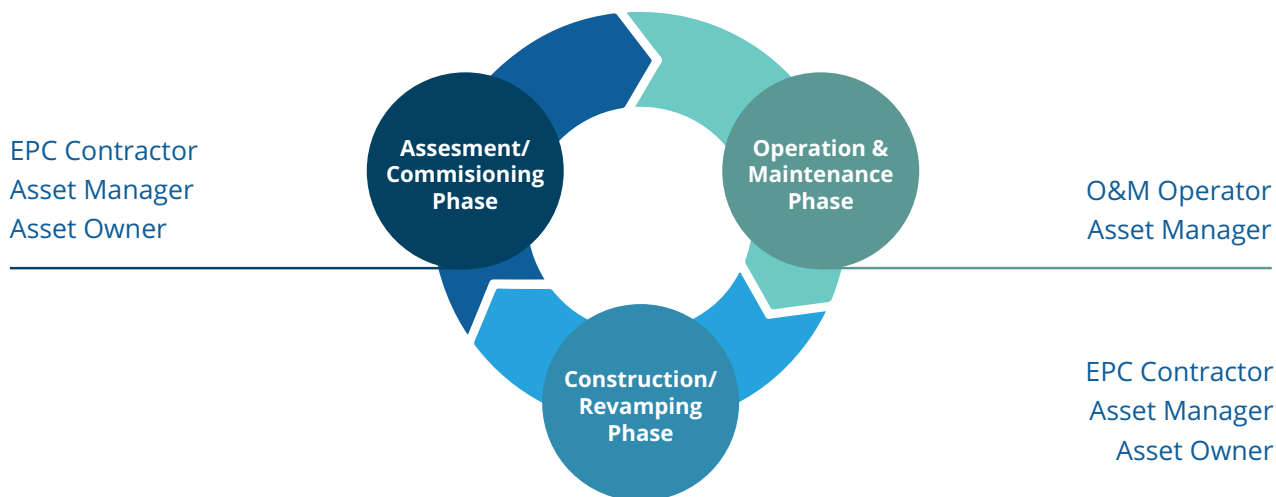 EPC Contractor
Asset Manager
Asset Owner
Assesment/
Commisioning
Phase
Operation &
Maintenance
Phase
O&M Operator
Asset Manager
Construction/
Revamping
Phase
EPC Contractor
Asset Manager
Asset Owner